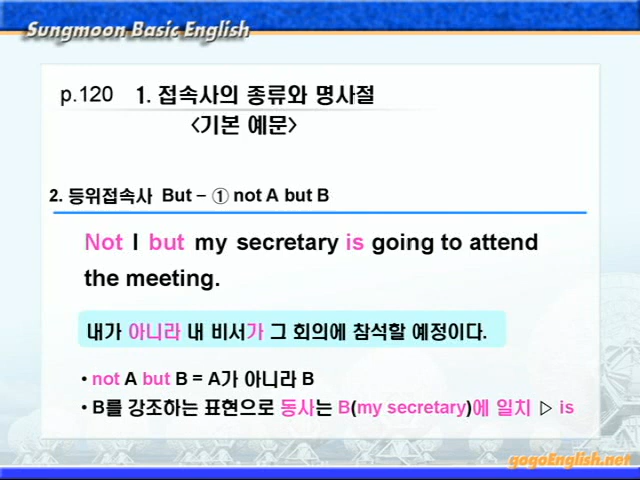 Sungmoon Basic English
p.120 1. 접속사의 종류와 명사절
<기본 예문>
2. 등위접속사 But – ① not A but B
Not I but my secretary is going to attend
the meeting.
내가 아니라 내 비서가 그 회의에 참석할 예정이다.
• not A but B = A가 아니라 B
• B를 강조하는 표현으로 동사는 B(my secretary)에 일치 ▷ is
gogoEnglish.net